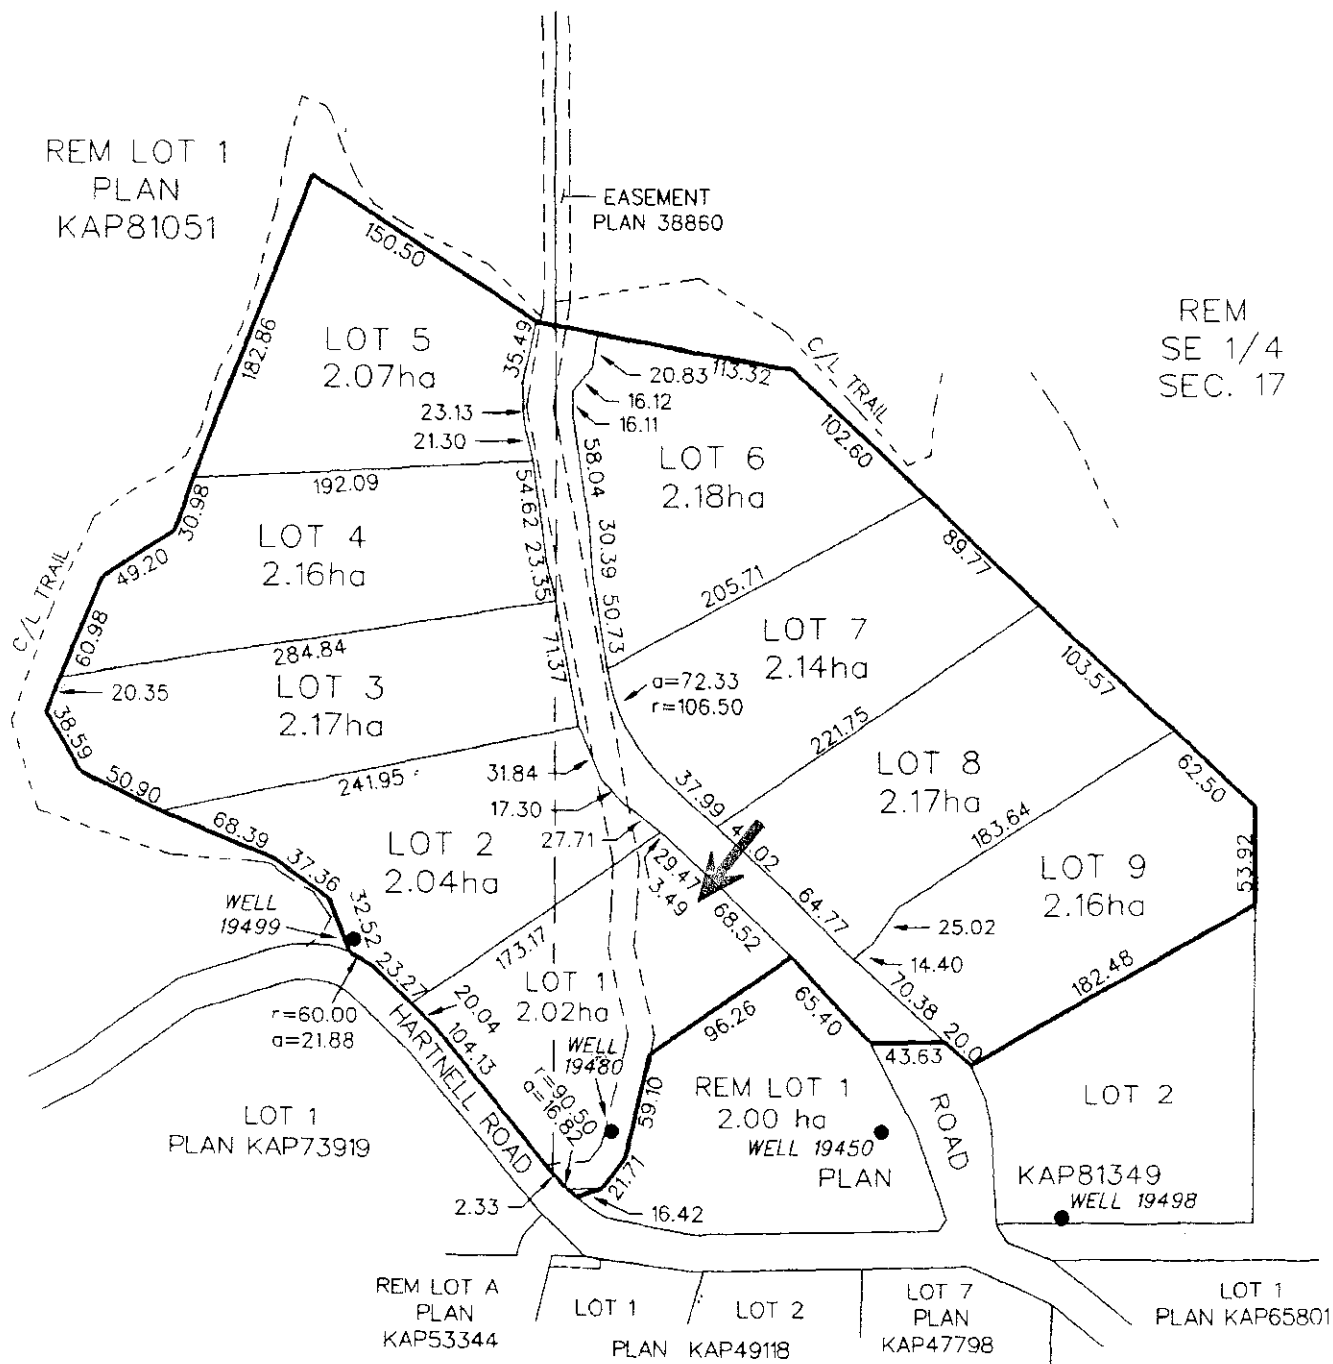 REM LOT 1
PLAN
KAP81051
EASEMENT
PLAN 38860
REM
SE 1/4
SEC. 17
150.50
182.86
LOT 5
2.07ha
35.49
23.13
21.30
20.83
16.12
16.11
113.32
C/L TRAIL
102.60
LOT 6
2.18ha
58.04
30.39
50.73
192.09
54.62
23.35
30.98
49.20
LOT 4
2.16ha
205.71
89.77
C/L TRAIL
60.98
284.84
71.37
LOT 7
2.14ha
a=72.33
r=106.50
103.57
20.35
LOT 3
2.17ha
38.59
50.90
241.95
31.84
17.30
27.71
37.99
221.75
LOT 8
2.17ha
62.50
68.39
37.36
LOT 2
2.04ha
29.47
3.49
68.52
64.77
183.64
LOT 9
2.16ha
53.92
WELL
19499
32.52
23.27
173.17
25.02
14.40
70.38
182.48
r=60.00
a=21.88
20.04
104.13
HARTNELL ROAD
LOT 1
2.02ha
WELL
19480
r=90.50
a=16.82
96.26
65.40
43.63
20.0
59.10
21.71
REM LOT 1
2.00 ha
WELL 19450
PLAN
ROAD
LOT 2
KAP81349
WELL 19498
LOT 1
PLAN KAP73919
2.33
16.42
REM LOT A
PLAN
KAP53344
LOT 1
LOT 2
PLAN KAP49118
LOT 7
PLAN
KAP47798
LOT 1
PLAN KAP65801